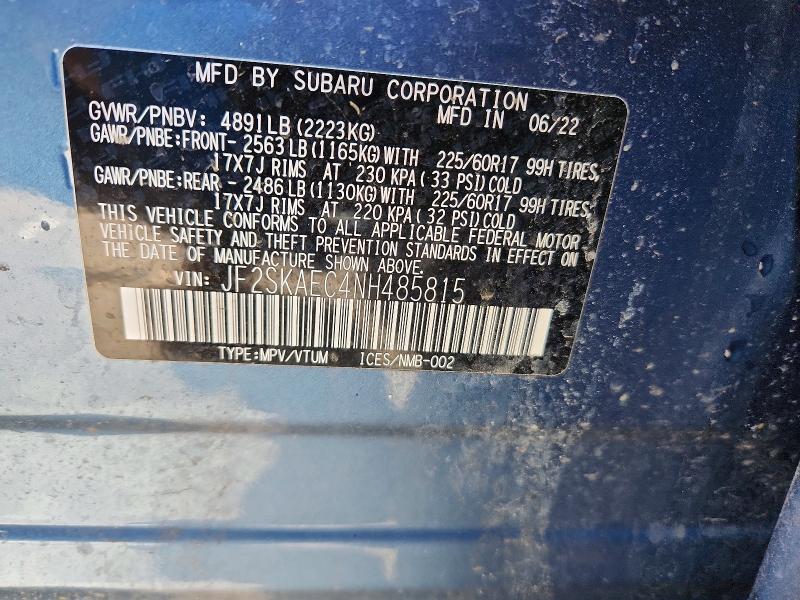 MFD BY SUBARU CORPORATION
MFD IN 06/22
GVWR/PNBV: 4891LB (2223KG)
GAWR/PNBE:FRONT- 2563LB (1165KG) WITH 225/60R17 99H TIRES,
17X7J RIMS AT 230 KPA ( 33 PSI) COLD
GAWR/PNBE:REAR - 2486LB (1130KG) WITH 225/60R17 99H TIRES,
17X7J RIMS AT 220 KPA ( 32 PSI) COLD
THIS VEHICLE CONFORMS TO ALL APPLICABLE FEDERAL MOTOR
VEHICLE SAFETY AND THEFT PREVENTION STANDARDS IN EFFECT ON
THE DATE OF MANUFACTURE SHOWN ABOVE.
VIN: JF2SKAEC4NH485815
TYPE:MPV/VTUM ICES/NMB-002